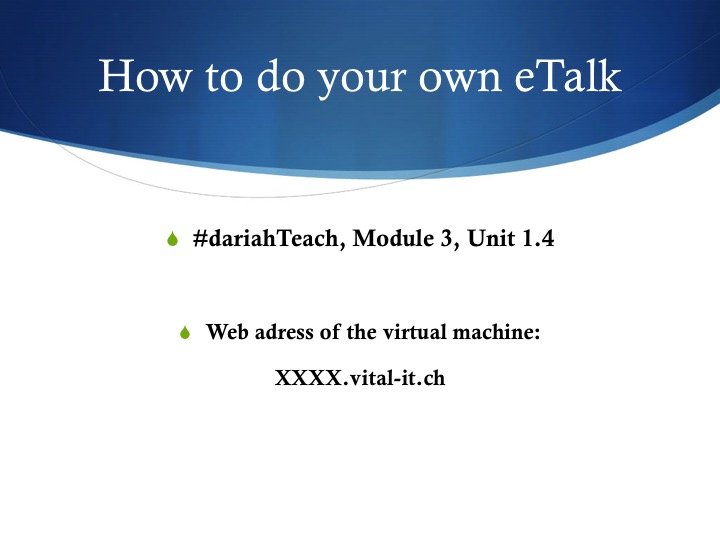 How to do your own eTalk
#dariahTeach, Module 3, Unit 1.4
Web adress of the virtual machine:
XXXX.vital-it.ch